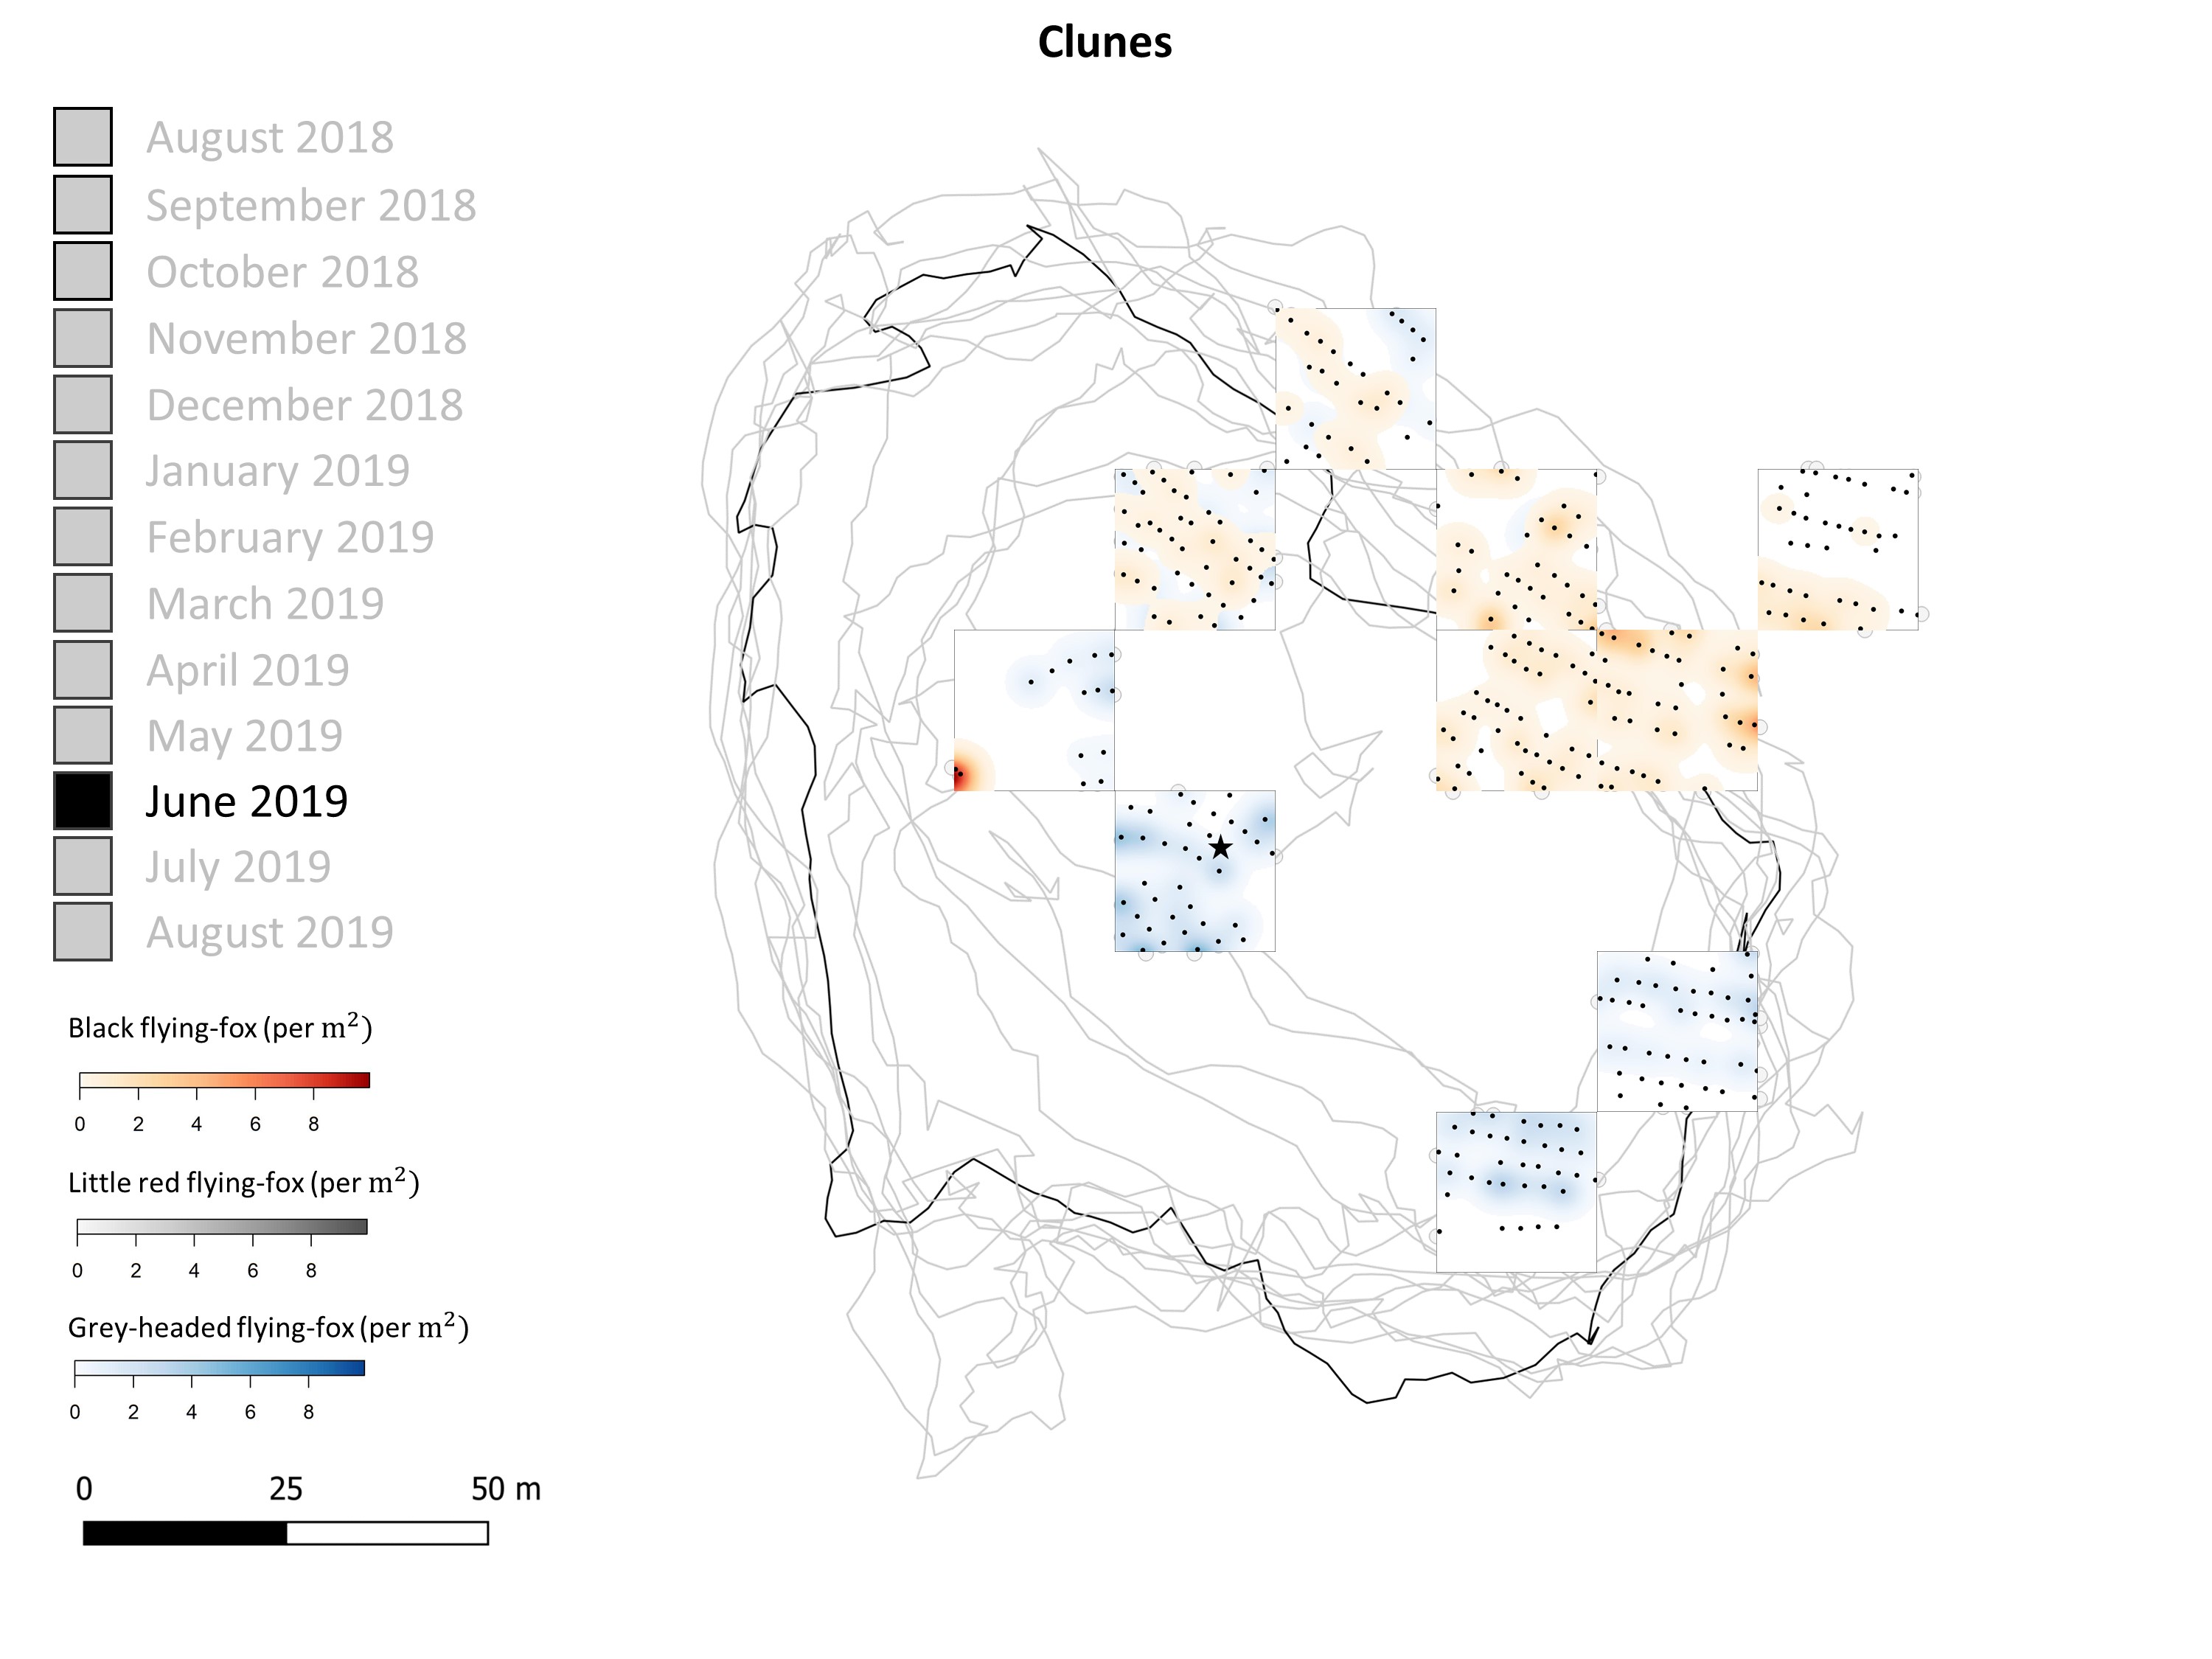 Clunes
August 2018
September 2018
October 2018
November 2018
December 2018
January 2019
February 2019
March 2019
April 2019
May 2019
June 2019
July 2019
August 2019
Black flying-fox (per m²)
0 2 4 6 8
Little red flying-fox (per m²)
0 2 4 6 8
Grey-headed flying-fox (per m²)
0 2 4 6 8
0 25 50 m